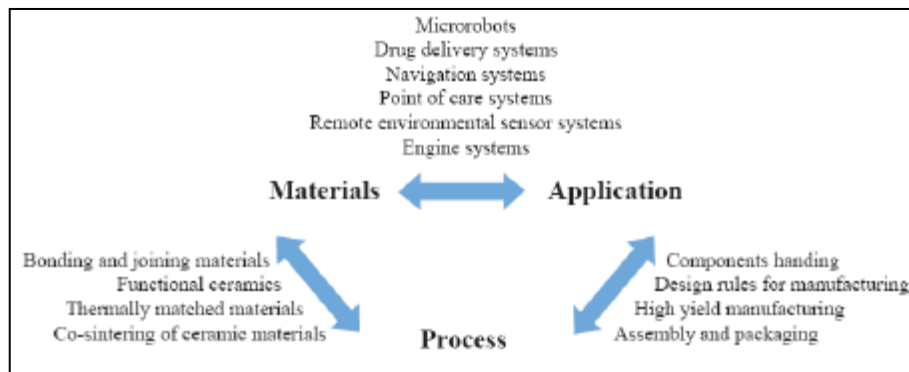 Microrobots
Drug delivery systems
Navigation systems
Point of care systems
Remote environmental sensor systems
Engine systems
Materials
Application
Bonding and joining materials
Functional ceramics
Thermally matched materials
Co-sintering of ceramic materials
Components handing
Design rules for manufacturing
High yield manufacturing
Assembly and packaging
Process